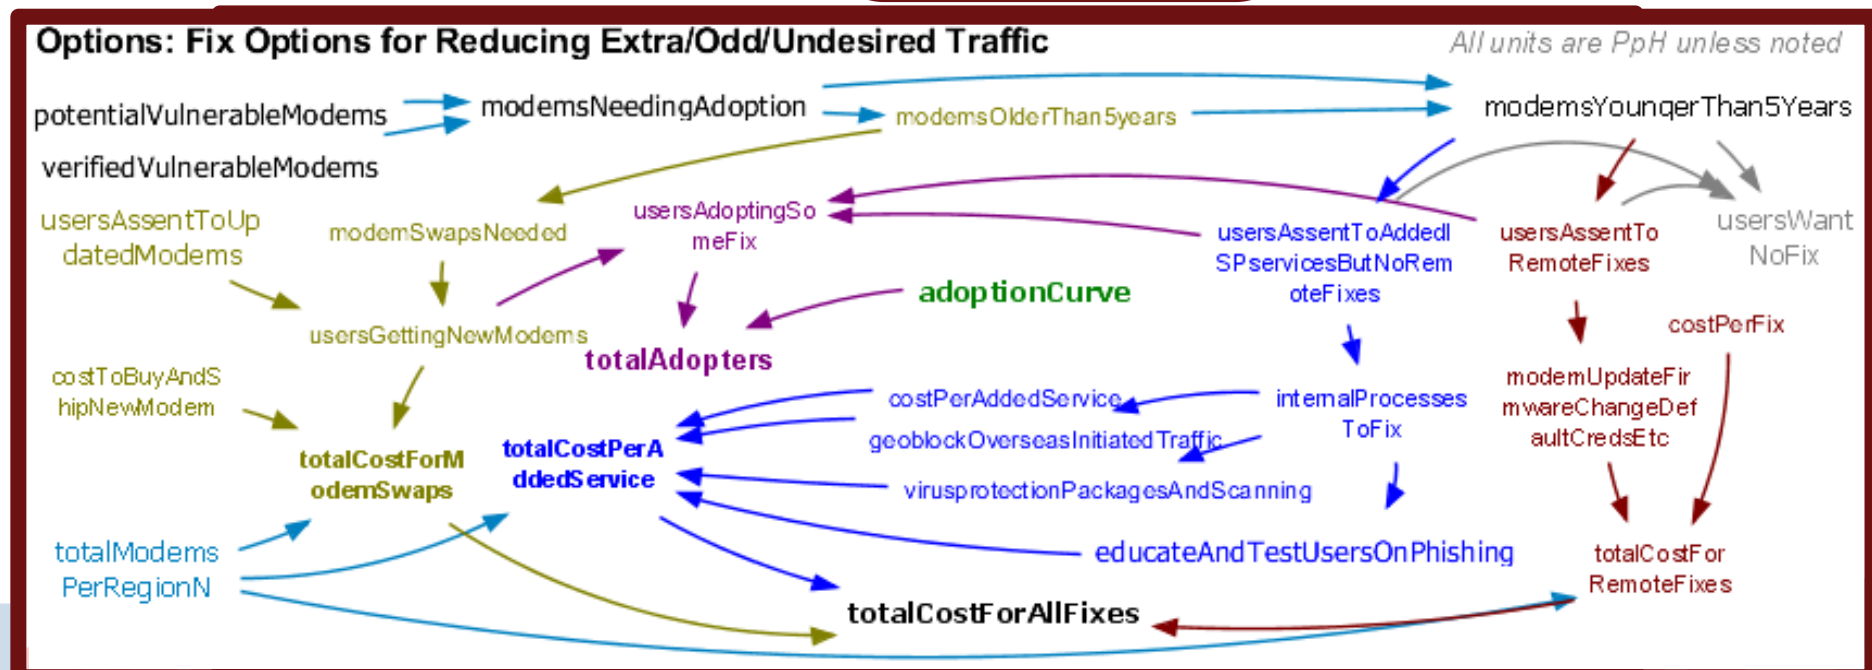 Options: Fix Options for Reducing Extra/Odd/Undesired Traffic
All units are PpH unless noted
potentialVulnerableModems
modemsNeedingAdoption
modemsOlderThan5years
modemsYoungerThan5Years
verifiedVulnerableModems
usersAssentToUp
datedModems
modemSwapsNeeded
usersAdoptingSo
meFix
usersAssentToAddedI
SPservicesButNoRem
oteFixes
usersAssentTo
RemoteFixes
usersWant
NoFix
adoptionCurve
usersGettingNewModems
totalAdopters
costPerFix
costToBuyAndS
hipNewModem
costPerAddedService
internalProcesses
ToFix
modemUpdateFir
mwareChangeDef
aultCredsEtc
geoblockOverseasInitiatedTraffic
totalCostForM
odemSwaps
totalCostPerA
ddedService
virusprotectionPackagesAndScanning
totalModems
PerRegionN
educateAndTestUsersOnPhishing
totalCostFor
RemoteFixes
totalCostForAllFixes